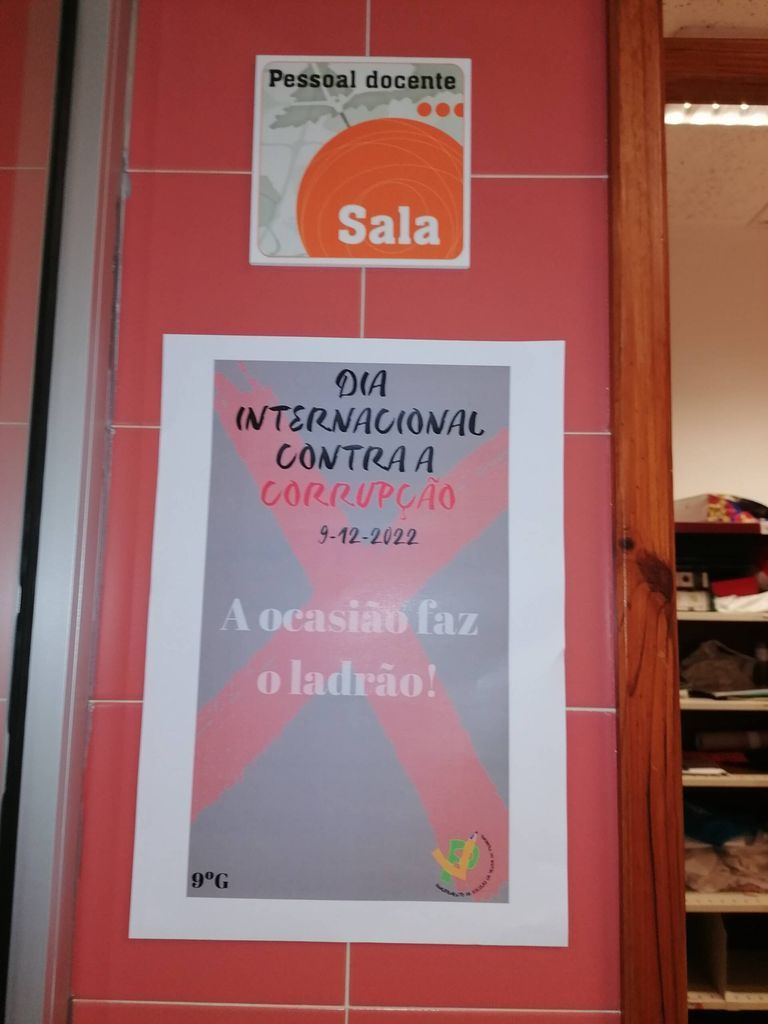 Pessoal docente
Sala
DIA
INTERNACIONAL
CONTRA A
CORRUPÇÃO
9-12-2022
A ocasião faz
o ladrão!
9ºG